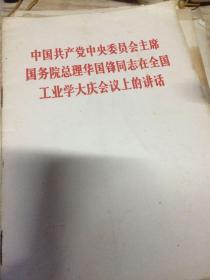 中国共产党中央委员会主席
国务院总理华国锋同志在全国
工业学大庆会议上的讲话